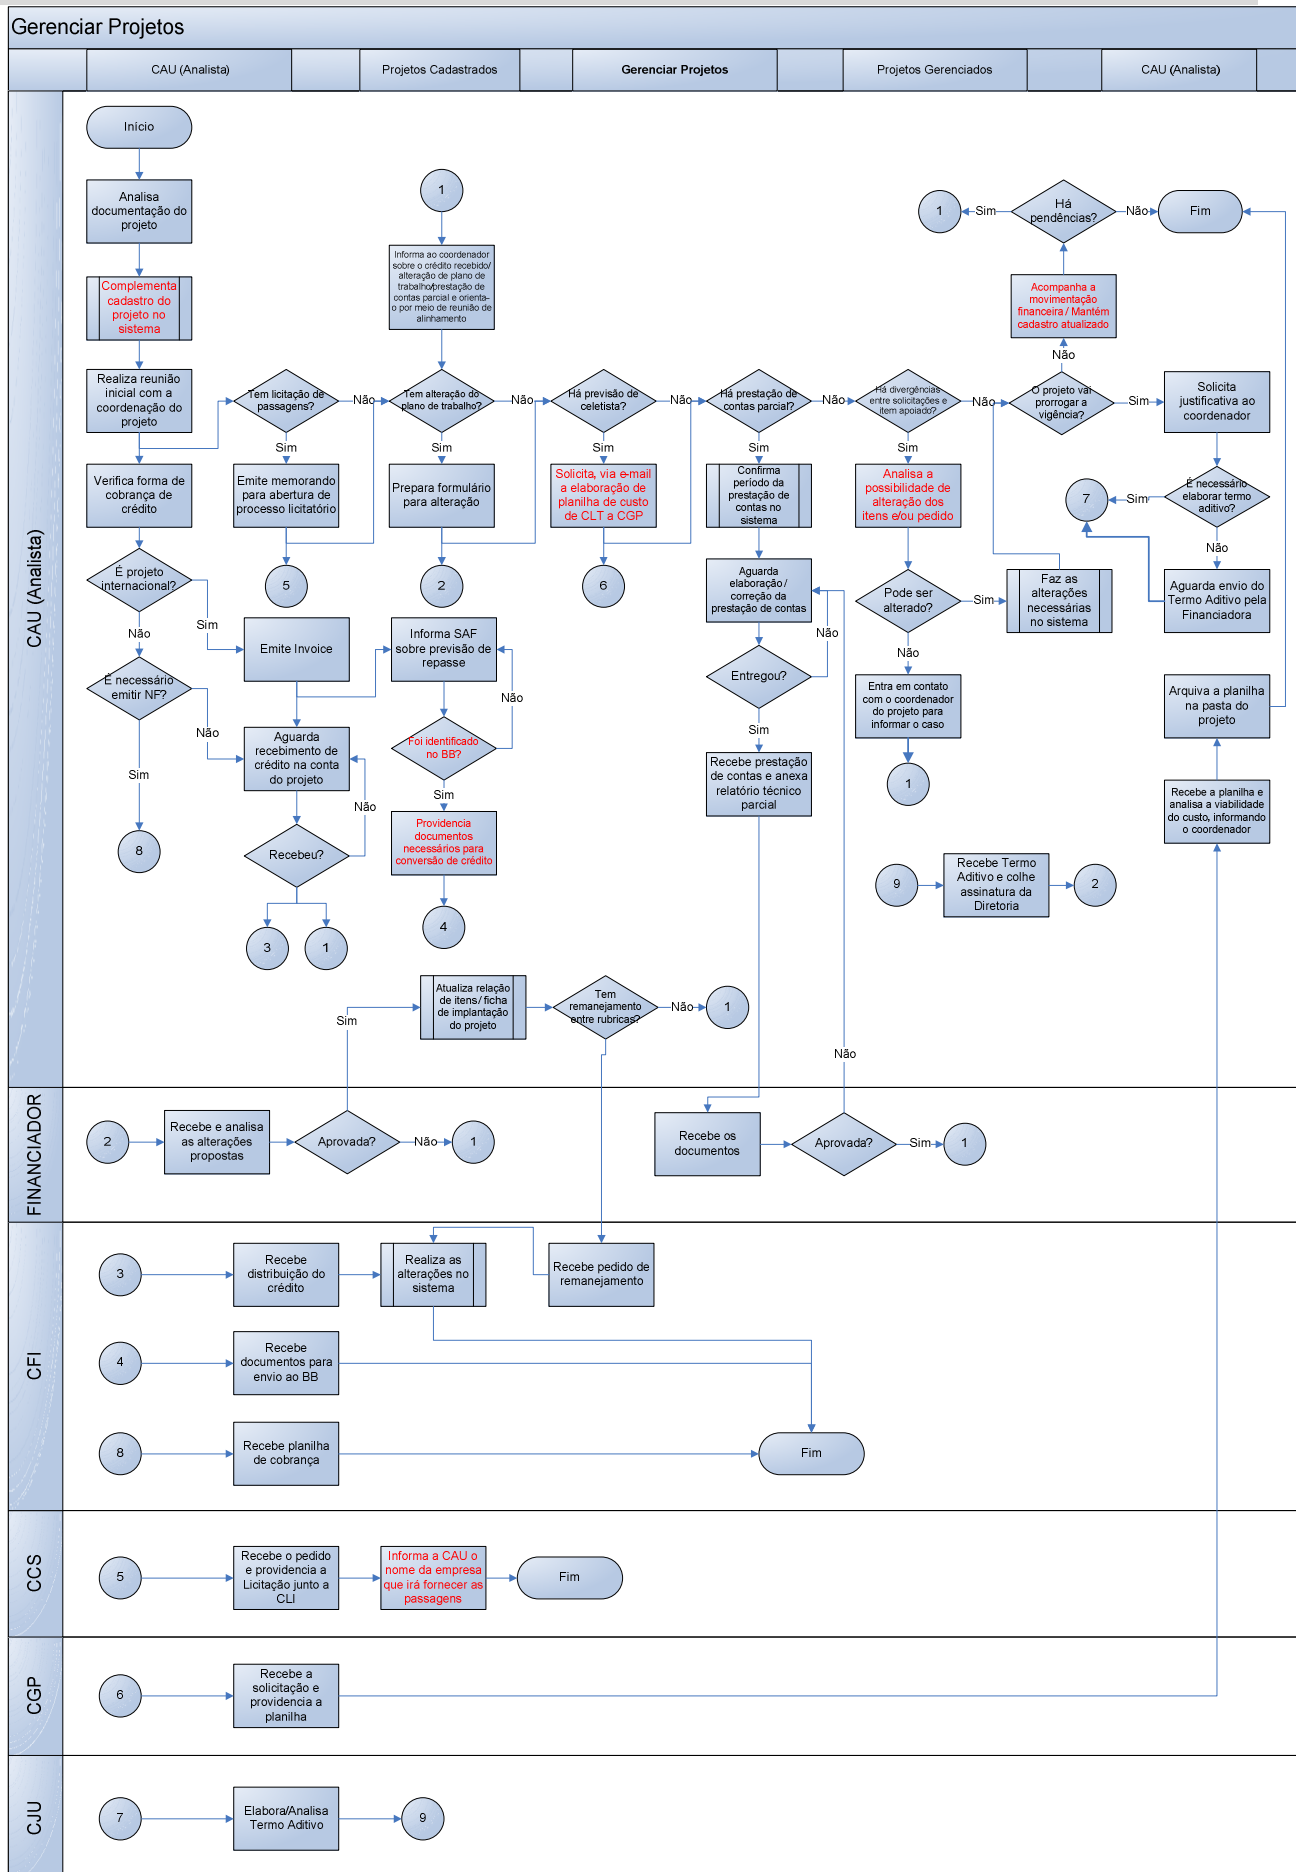 Gerenciar Projetos
CAU (Analista)
Projetos Cadastrados
Gerenciar Projetos
Projetos Gerenciados
CAU (Analista)
CAU (Analista)
Início
Analisa
documentação do
projeto
Complementa
cadastro do
projeto no
sistema
Realiza reunião
inicial com a
coordenação do
projeto
Verifica forma de
cobrança de
crédito
É projeto
internacional?
Não
Sim
É necessário
emitir NF?
Não
Sim
8
Emite Invoice
Aguarda
recebimento de
crédito na conta
do projeto
Não
Recebeu?
3
1
Tem licitação de
passagens?
Não
Sim
Emite memorando
para abertura de
processo licitatório
5
1
Informa ao coordenador
sobre o crédito recebido/
alteração de plano de
trabalho/prestação de
contas parcial e orienta-
o por meio de reunião de
alinhamento
Tem alteração do
plano de trabalho?
Não
Sim
Prepara formulário
para alteração
2
Informa SAF
sobre previsão de
repasse
Não
Foi identificado
no BB?
Sim
Providencia
documentos
necessários para
conversão de crédito
4
Há previsão de
celetista?
Não
Sim
Solicita, via e-mail
a elaboração de
planilha de custo
de CLT a CGP
6
Há prestação de
contas parcial?
Não
Sim
Confirma
período da
prestação de
contas no
sistema
Aguarda
elaboração/
correção da
prestação de contas
Não
Entregou?
Sim
Recebe prestação
de contas e anexa
relatório técnico
parcial
Há divergências
entre solicitações e
item apoiado?
Não
Sim
Analisa a
possibilidade de
alteração dos
itens e/ou pedido
Pode ser
alterado?
Sim
Não
Faz as
alterações
necessárias
no sistema
Entra em contato
com o coordenador
do projeto para
informar o caso
1
1
Sim
Há
pendências?
Não
Fim
Acompanha a
movimentação
financeira / Mantém
cadastro atualizado
Não
O projeto vai
prorrogar a
vigência?
Sim
Solicita
justificativa ao
coordenador
É necessário
elaborar termo
aditivo?
Sim
7
Não
Aguarda envio do
Termo Aditivo pela
Financiadora
Arquiva a planilha
na pasta do
projeto
Recebe a planilha e
analisa a viabilidade
do custo, informando
o coordenador
9
Recebe Termo
Aditivo e colhe
assinatura da
Diretoria
2
Sim
Atualiza relação
de itens/ ficha
de implantação
do projeto
Tem
remanejamento
entre rubricas?
Não
1
Não
FINANCIADOR
2
Recebe e analisa
as alterações
propostas
Aprovada?
Não
1
Recebe os
documentos
Aprovada?
Sim
1
CFI
3
Recebe
distribuição do
crédito
Realiza as
alterações no
sistema
Recebe pedido de
remanejamento
4
Recebe
documentos para
envio ao BB
8
Recebe planilha
de cobrança
Fim
CCS
5
Recebe o pedido
e providencia a
Licitação junto a
CLI
Informa a CAU o
nome da empresa
que irá fornecer as
passagens
Fim
CGP
6
Recebe a
solicitação e
providencia a
planilha
CJU
7
Elabora/Analisa
Termo Aditivo
9